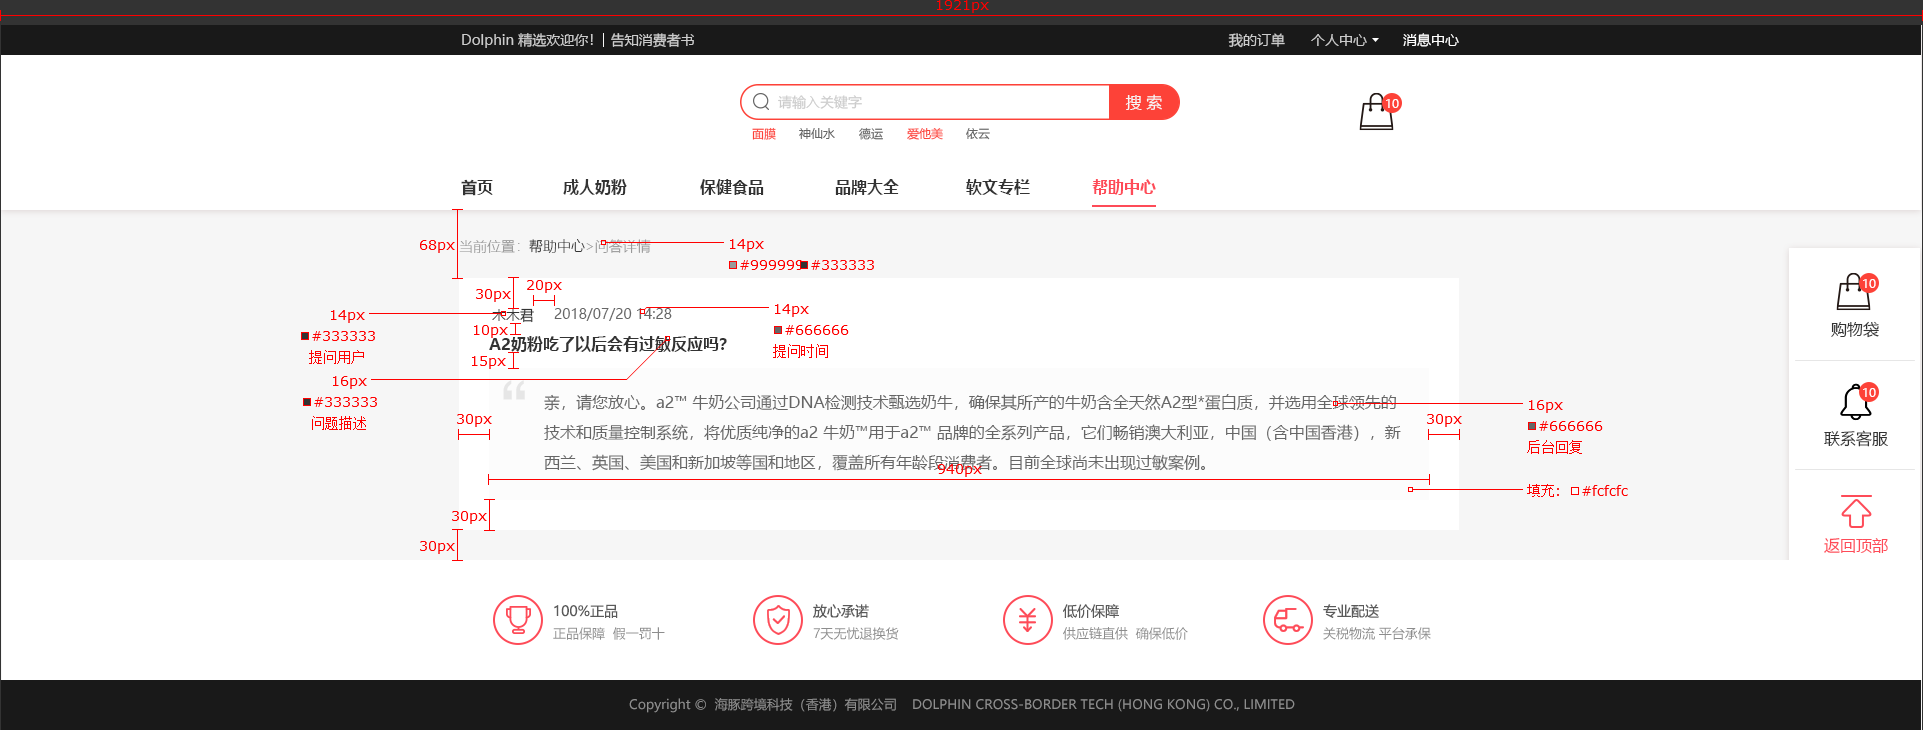 1921px
Dolphin 精选欢迎你！| 告知消费者书
我的订单 个人中心 消息中心
请输入关键字 搜 索
10
面膜 神仙水 德运 爱他美 依云
首页 成人奶粉 保健食品 品牌大全 软文专栏 帮助中心
68px
当前位置：帮助中心>问答详情
14px
#999999 #333333
30px
20px
14px
#333333
提问用户
木木君 2018/07/20 14:28
14px
#666666
提问时间
10px
A2奶粉吃了以后会有过敏反应吗?
15px
16px
#333333
问题描述
30px
亲，请您放心。a2™ 牛奶公司通过DNA检测技术甄选奶牛，确保其所产的牛奶含全天然A2型*蛋白质，并选用全球领先的
技术和质量控制系统，将优质纯净的a2 牛奶™用于a2™ 品牌的全系列产品，它们畅销澳大利亚，中国（含中国香港），新
西兰、英国、美国和新加坡等国和地区，覆盖所有年龄段消费者。目前全球尚未出现过敏案例。
940px
30px
16px
#666666
后台回复
填充： #fcfcfc
30px
30px
10
购物袋
10
联系客服
返回顶部
100%正品
正品保障 假一罚十
放心承诺
7天无忧退换货
低价保障
供应链直供 确保低价
专业配送
关税物流 平台承保
Copyright © 海豚跨境科技（香港）有限公司 DOLPHIN CROSS-BORDER TECH (HONG KONG) CO., LIMITED